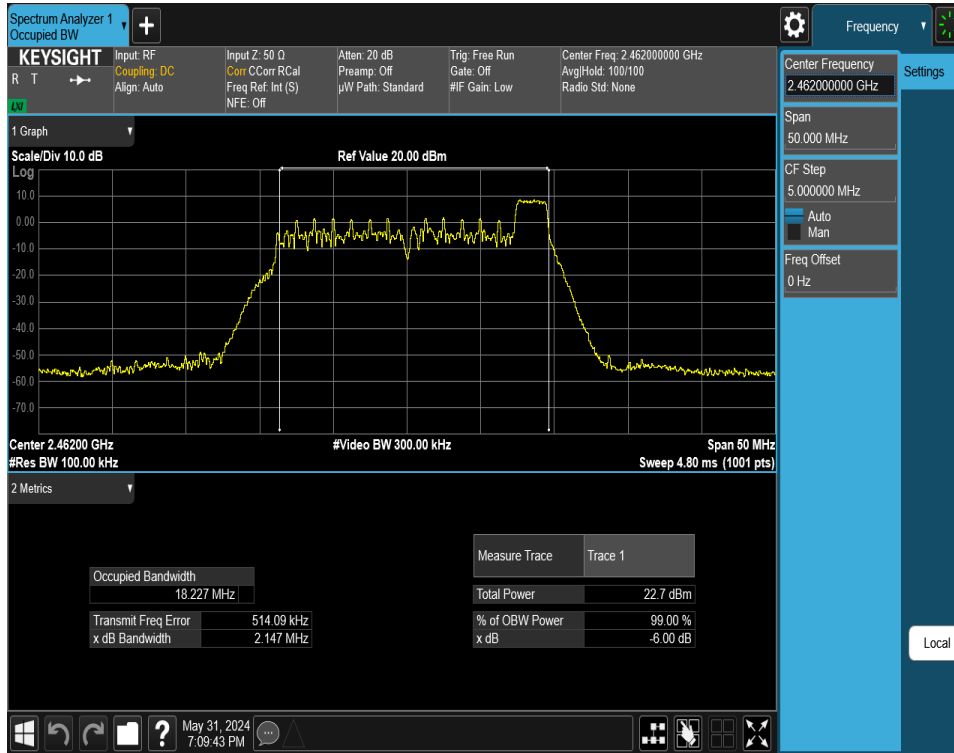 Spectrum Analyzer 1
Occupied BW
Frequency
KEYSIGHT
R T
LXI
Input: RF
Coupling: DC
Align: Auto
Input Z: 50 Ω
Corr CCorr RCal
Freq Ref: Int (S)
NFE: Off
Atten: 20 dB
Preamp: Off
µW Path: Standard
Trig: Free Run
Gate: Off
#IF Gain: Low
Center Freq: 2.462000000 GHz
Avg|Hold: 100/100
Radio Std: None
Center Frequency
2.462000000 GHz
Settings
Span
50.000 MHz
CF Step
5.000000 MHz
Auto
Man
Freq Offset
0 Hz
Local
1 Graph
Scale/Div 10.0 dB
Ref Value 20.00 dBm
Log
10.0
0.00
-10.0
-20.0
-30.0
-40.0
-50.0
-60.0
-70.0
Center 2.46200 GHz
#Video BW 300.00 kHz
Span 50 MHz
#Res BW 100.00 kHz
Sweep 4.80 ms (1001 pts)
2 Metrics
Measure Trace
Trace 1
Occupied Bandwidth
18.227 MHz
Total Power
22.7 dBm
Transmit Freq Error
514.09 kHz
% of OBW Power
99.00 %
x dB Bandwidth
2.147 MHz
x dB
-6.00 dB
?
May 31, 2024
7:09:43 PM